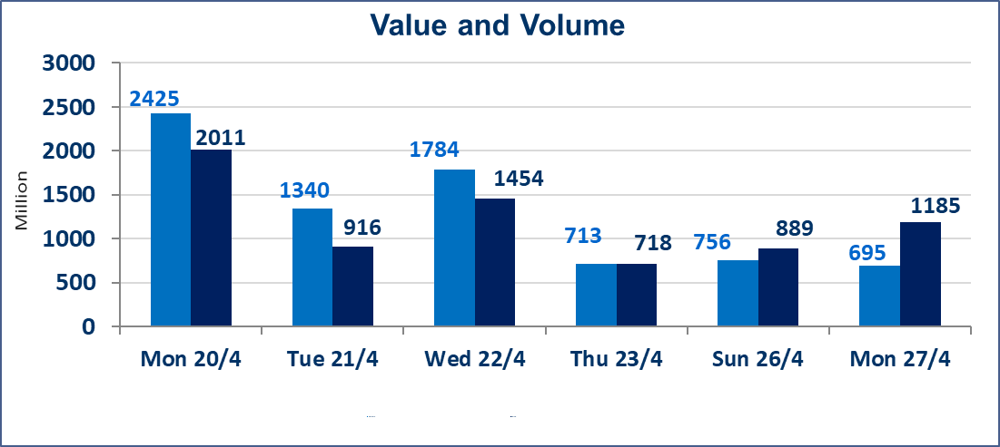 Value and Volume
3000
2500
2000
1500
1000
500
0
Million
2425
2011
1340
916
1784
1454
713
718
756
889
695
1185
Mon 20/4
Tue 21/4
Wed 22/4
Thu 23/4
Sun 26/4
Mon 27/4